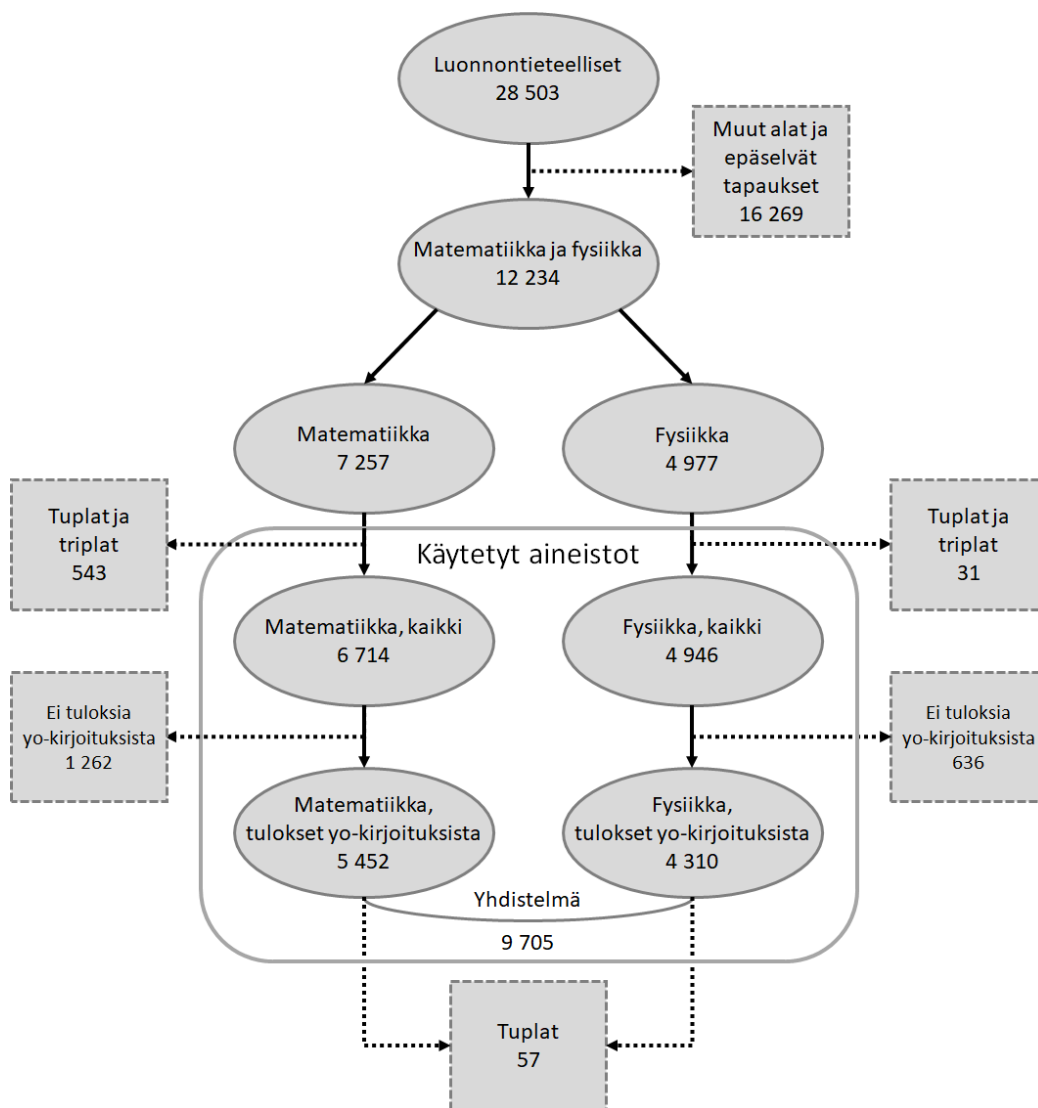 Luonnontieteelliset
28 503
Muut alat ja
epäselvät
tapaukset
16 269
Matematiikka ja fysiikka
12 234
Matematiikka
7 257
Fysiikka
4 977
Tuplat ja
triplat
543
Käytetyt aineistot
Tuplat ja
triplat
31
Matematiikka, kaikki
6 714
Fysiikka, kaikki
4 946
Ei tuloksia
yo-kirjoituksista
1 262
Ei tuloksia
yo-kirjoituksista
636
Matematiikka,
tulokset yo-kirjoituksista
5 452
Fysiikka,
tulokset yo-kirjoituksista
4 310
Yhdistelmä
9 705
Tuplat
57